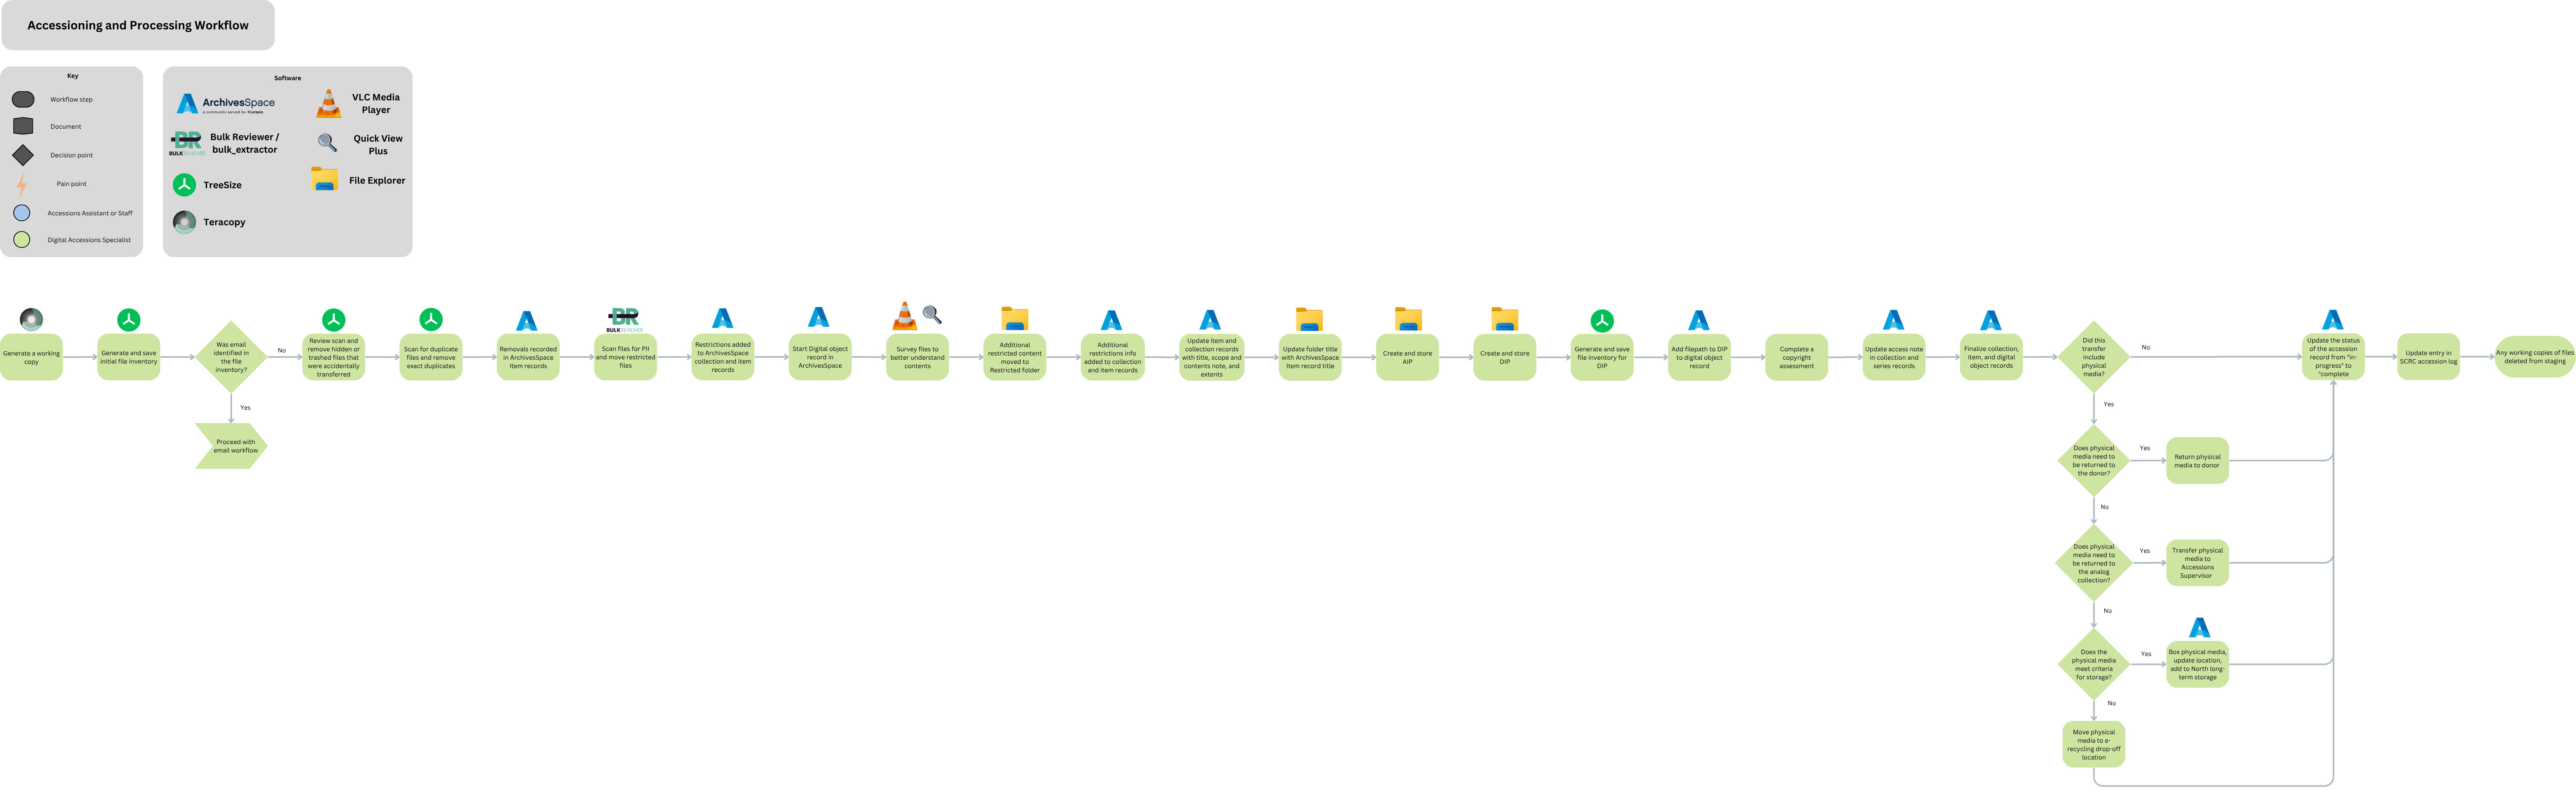 Accessioning and Processing Workflow
Key
Workflow step
Document
Decision point
Pain point
Accessions Assistant or Staff
Digital Accessions Specialist
Software
ArchivesSpace
a community served by Lyrasis
BR
BULKREVIEWER
Bulk Reviewer /
bulk_extractor
TreeSize
Teracopy
VLC Media
Player
Quick View
Plus
File Explorer
Generate a working
copy
Generate and save
initial file inventory
Was email
identified in
the file
inventory?
No
Yes
Proceed with
email workflow
Review scan and
remove hidden or
trashed files that
were accidentally
transferred
Scan for duplicate
files and remove
exact duplicates
Removals recorded
in ArchivesSpace
Item records
BR
BULKREVIEWER
Scan files for PII
and move restricted
files
Restrictions added
to ArchivesSpace
collection and item
records
Start Digital object
record in
ArchivesSpace
Survey files to
better understand
contents
Additional
restricted content
moved to
Restricted folder
Additional
restrictions info
added to collection
and item records
Update item and
collection records
with title, scope and
contents note, and
extents
Update folder title
with ArchivesSpace
Item record title
Create and store
AIP
Create and store
DIP
Generate and save
file inventory for
DIP
Add filepath to DIP
to digital object
record
Complete a
copyright
assessment
Update access note
in collection and
series records
Finalize collection,
item, and digital
object records
Did this
transfer
include
physical
media?
No
Yes
Does physical
media need to
be returned to
the donor?
Yes
Return physical
media to donor
No
Does physical
media need to
be returned to
the analog
collection?
Yes
Transfer physical
media to
Accessions
Supervisor
No
Does the
physical media
meet criteria
for storage?
Yes
Box physical media,
update location,
add to North long-
term storage
No
Move physical
media to e-
recycling drop-off
location
Update the status
of the accession
record from "in-
progress" to
"complete
Update entry in
SCRC accession log
Any working copies of files
deleted from staging